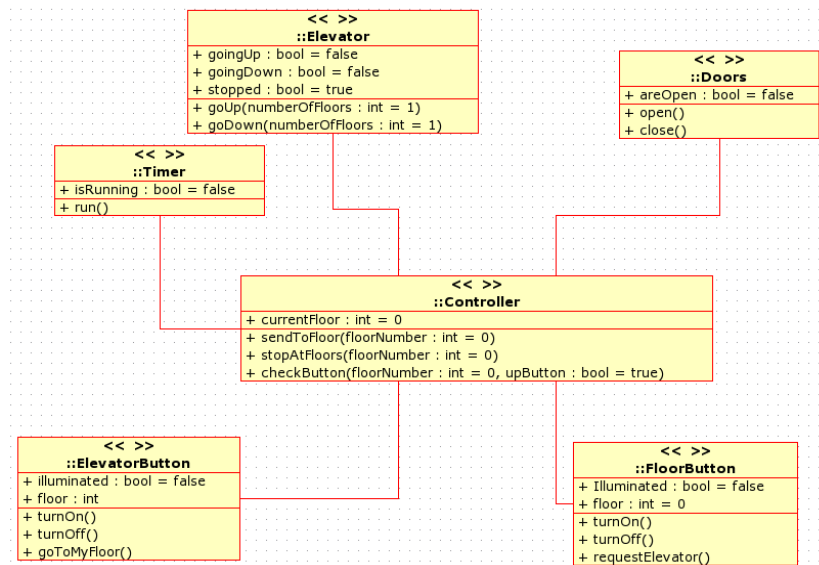 << >>
::Elevator
+ goingUp : bool = false
+ goingDown : bool = false
+ stopped : bool = true
+ goUp(numberOfFloors : int = 1)
+ goDown(numberOfFloors : int = 1)
<< >>
::Doors
+ areOpen : bool = false
+ open()
+ close()
<< >>
::Timer
+ isRunning : bool = false
+ run()
<< >>
::Controller
+ currentFloor : int = 0
+ sendToFloor(floorNumber : int = 0)
+ stopAtFloors(floorNumber : int = 0)
+ checkButton(floorNumber : int = 0, upButton : bool = true)
<< >>
::ElevatorButton
+ illuminated : bool = false
+ floor : int
+ turnOn()
+ turnOff()
+ goToMyFloor()
<< >>
::FloorButton
+ Illuminated : bool = false
+ floor : int = 0
+ turnOn()
+ turnOff()
+ requestElevator()